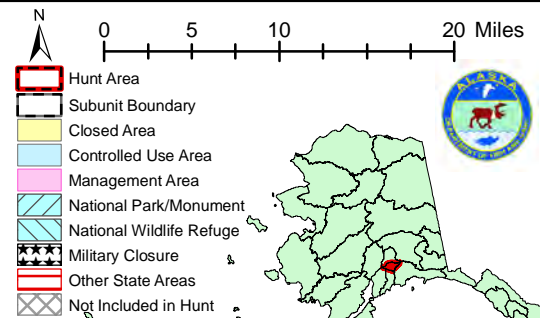 N
0 5 10 20 Miles
Hunt Area
Subunit Boundary
Closed Area
Controlled Use Area
Management Area
National Park/Monument
National Wildlife Refuge
Military Closure
Other State Areas
Not Included in Hunt
ALASKA